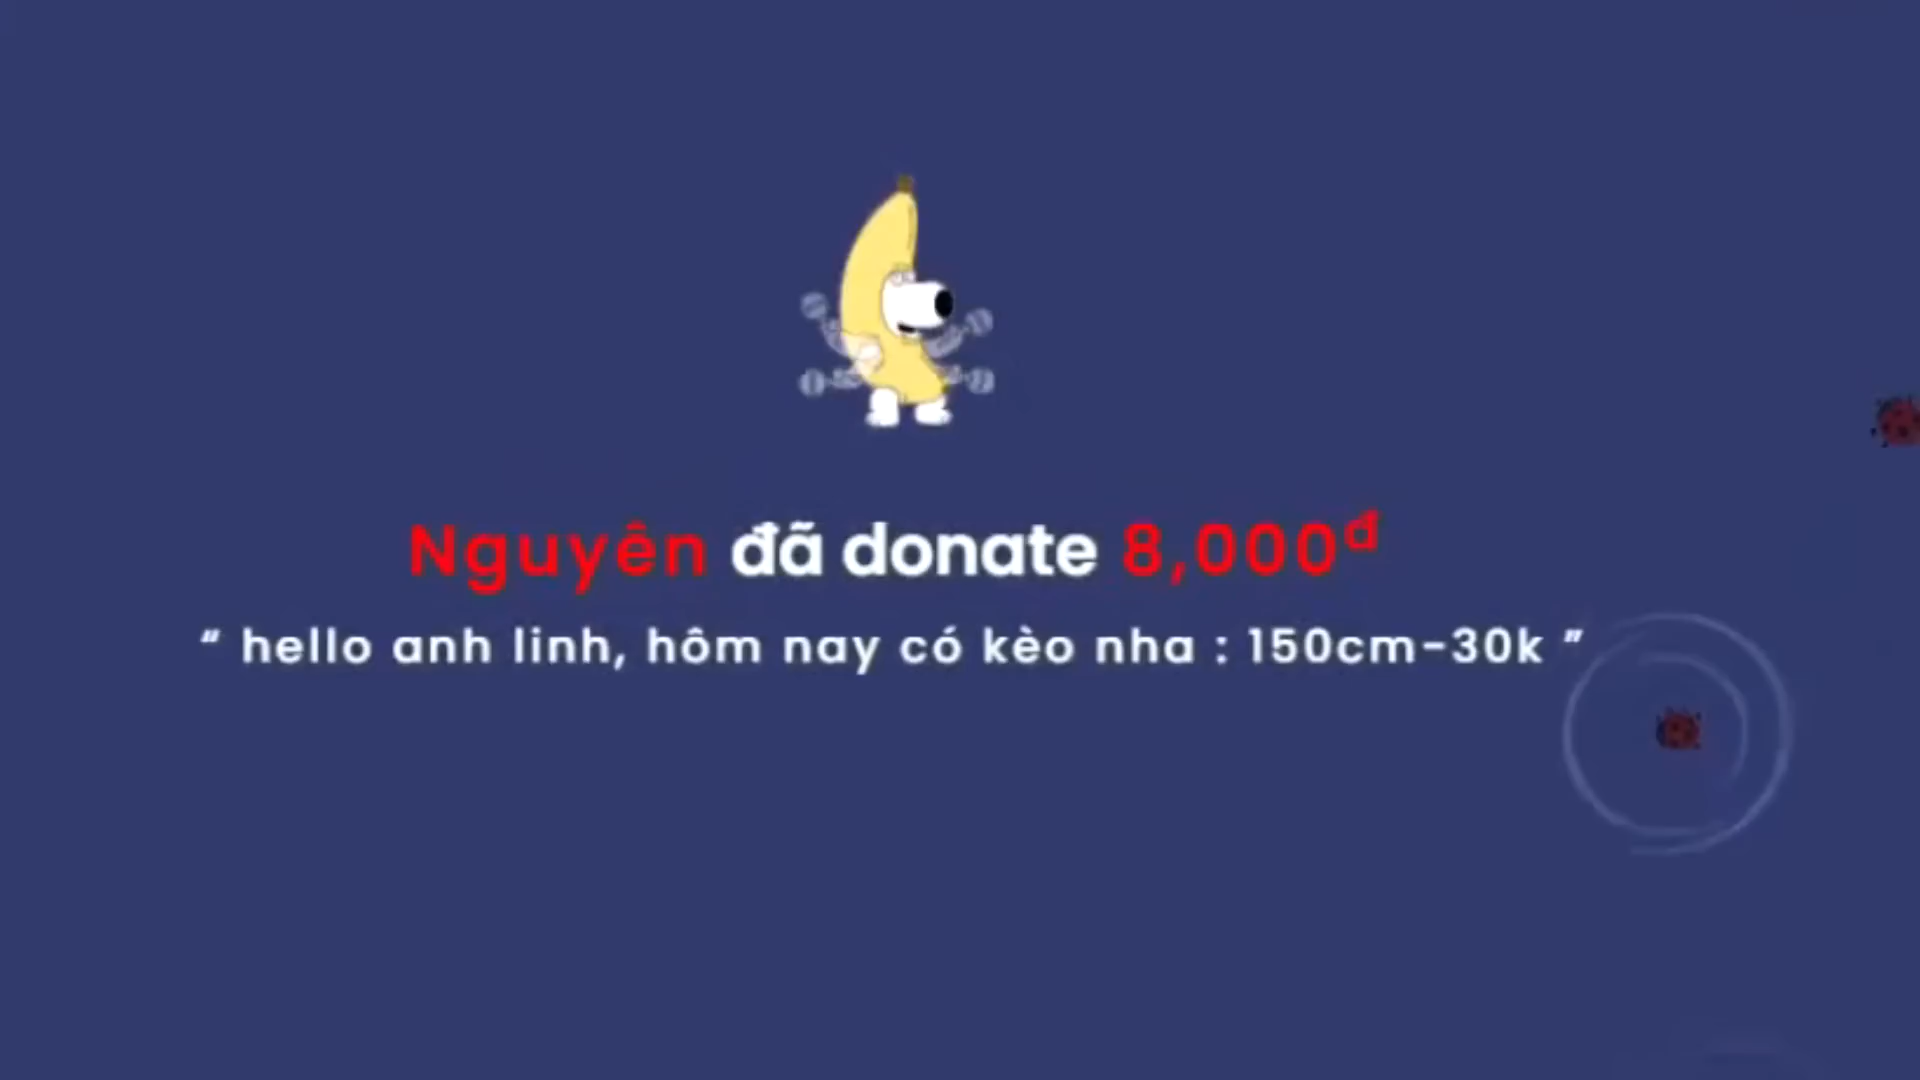 Nguyên đã donate 8,000đ
“ hello anh linh, hôm nay có kèo nha : 150cm-30k ”